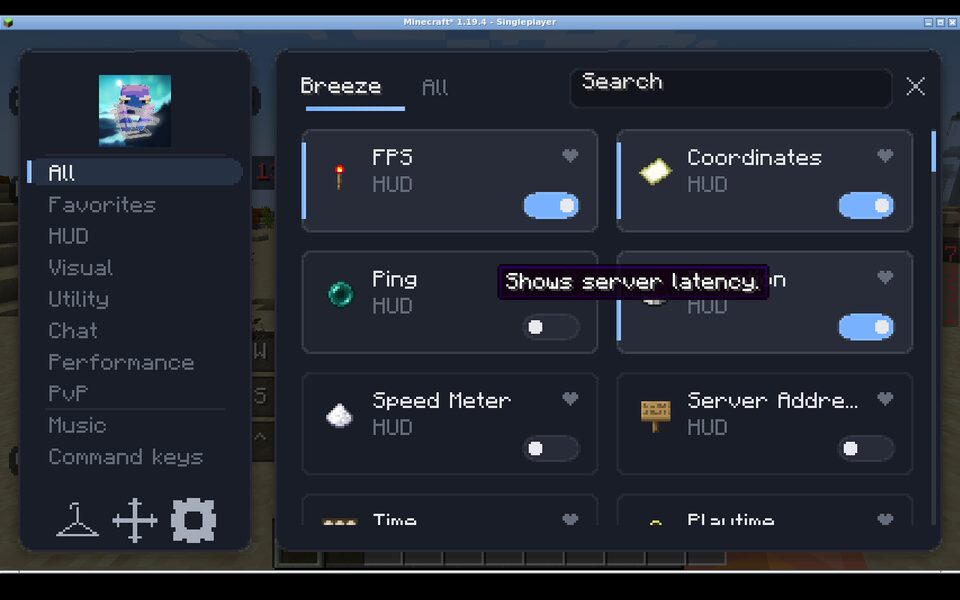 Minecraft* 1.19.4 - Singleplayer
Breeze
All
Search
All
Favorites
HUD
Visual
Utility
Chat
Performance
PvP
Music
Command keys
FPS
HUD
Coordinates
HUD
Ping
HUD
Shows server latency.
HUD
Speed Meter
HUD
Server Addre...
HUD
Time
Playtime
W
S